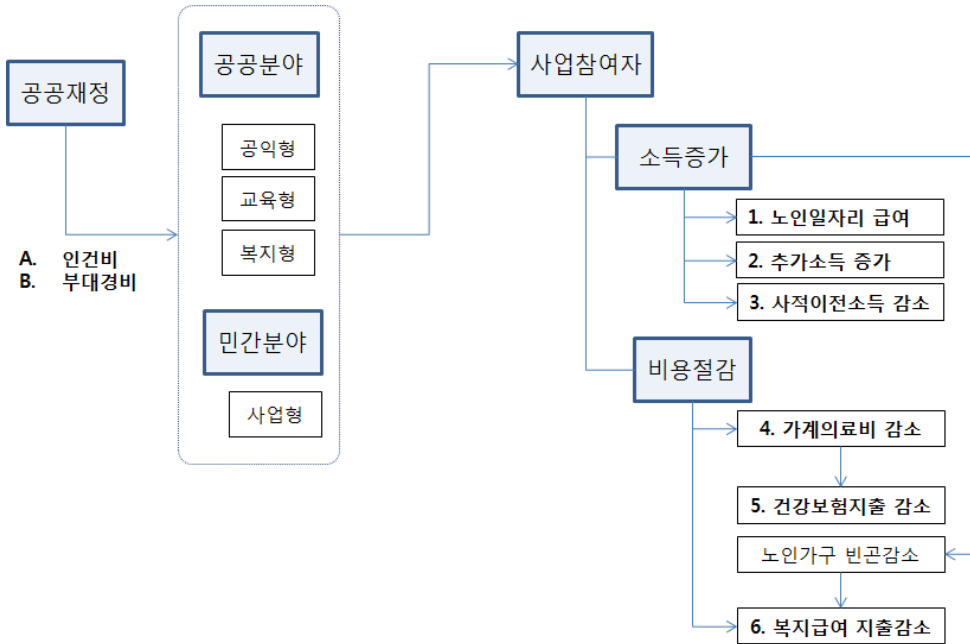 공공재정
A. 인건비
B. 부대경비
공공분야
공익형
교육형
복지형
민간분야
사업형
사업참여자
소득증가
1. 노인일자리 급여
2. 추가소득 증가
3. 사적이전소득 감소
비용절감
4. 가계의료비 감소
5. 건강보험지출 감소
노인가구 빈곤감소
6. 복지급여 지출감소